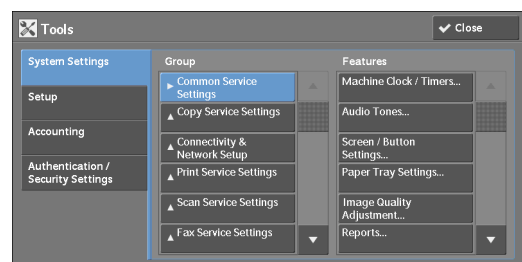 Tools
Close
System Settings
Setup
Accounting
Authentication /
Security Settings
Group
Common Service
Settings
Copy Service Settings
Connectivity &
Network Setup
Print Service Settings
Scan Service Settings
Fax Service Settings
Features
Machine Clock / Timers...
Audio Tones...
Screen / Button
Settings...
Paper Tray Settings...
Image Quality
Adjustment...
Reports...